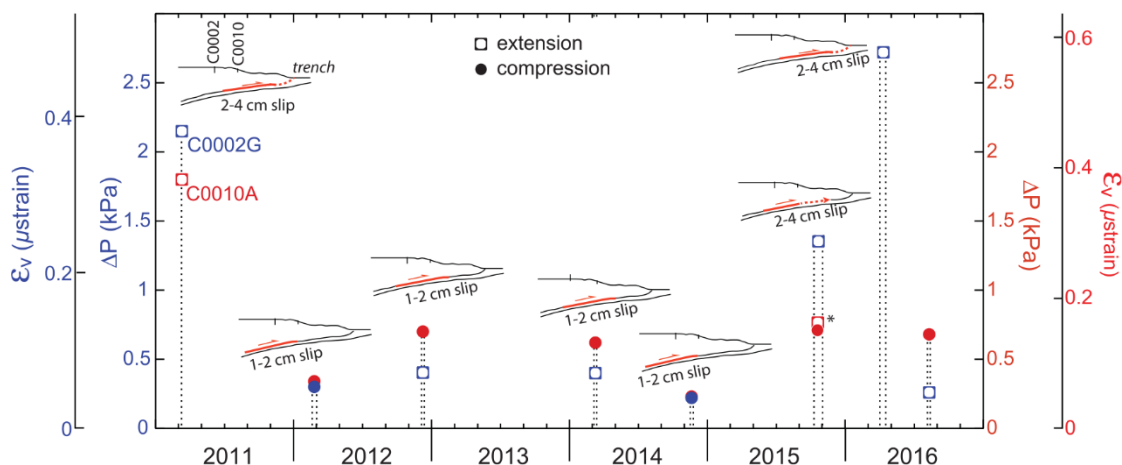 C0002
C0010
trench
2-4 cm slip
extension
compression
2-4 cm slip
0.4
0.2
0
εv (μstrain)
2.5
2
1.5
1
0.5
0
ΔP (kPa)
C0002G
C0010A
1-2 cm slip
1-2 cm slip
1-2 cm slip
1-2 cm slip
2-4 cm slip
*
2.5
2
1.5
1
0.5
0
ΔP (kPa)
0.6
0.4
0.2
0
εv (μstrain)
2011 2012 2013 2014 2015 2016